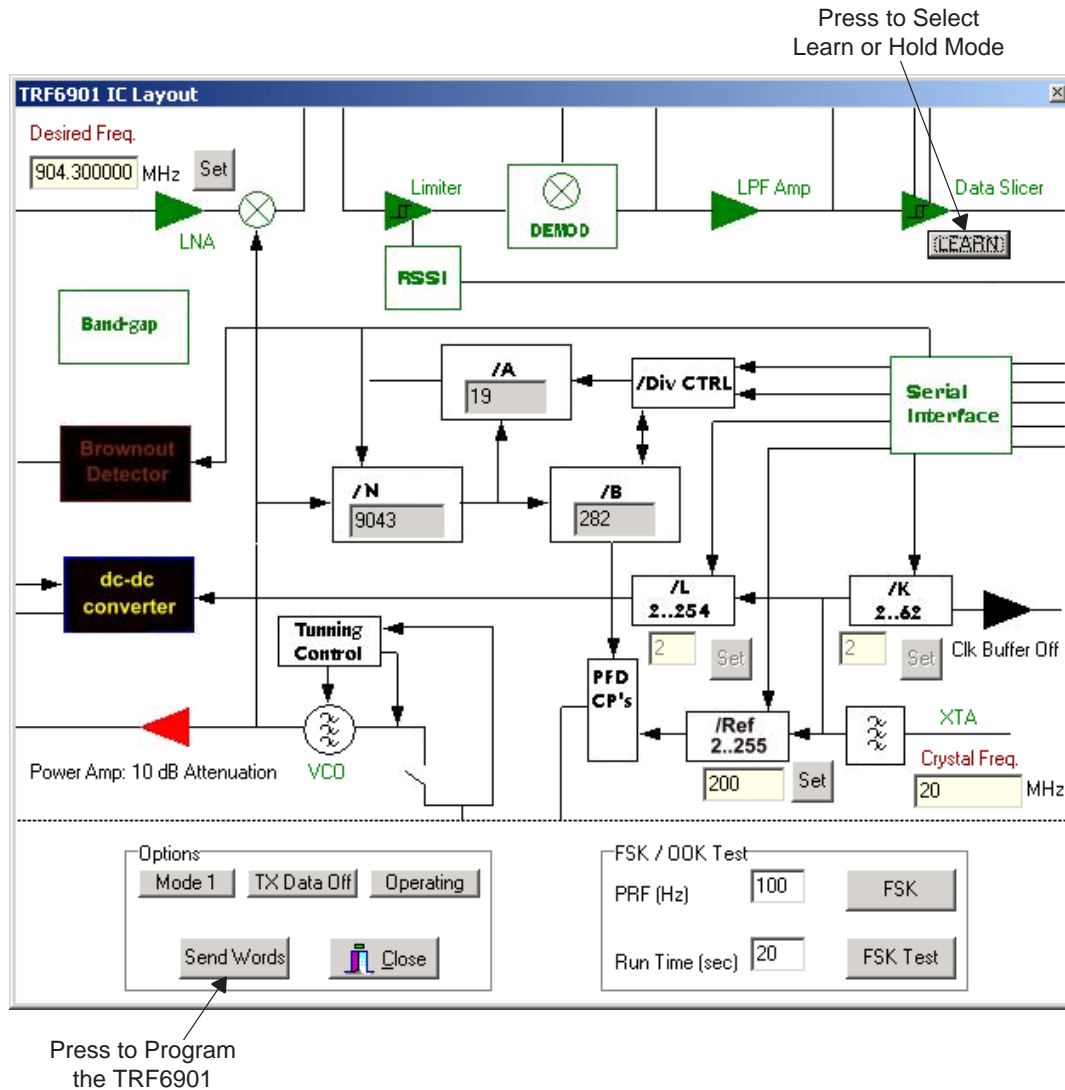 Press to Select
Learn or Hold Mode
TRF6901 IC Layout
Desired Freq.
904.300000 MHz Set
LNA
Limiter
DEMOD
LPF Amp
Data Slicer
LEARN
RSSI
Band-gap
/A
19
/Div CTRL
Serial
Interface
Brownout
Detector
/N
9043
/B
282
dc-dc
converter
/L
2..254
2 Set
/K
2..62
2 Set
Clk Buffer Off
Tunning
Control
PFD
CP's
/Ref
2..255
200 Set
XTA
Crystal Freq.
20 MHz
Power Amp: 10 dB Attenuation
VCO
Options
Mode 1 TX Data Off Operating
Send Words Close
FSK / OOK Test
PRF (Hz) 100 FSK
Run Time (sec) 20 FSK Test
Press to Program
the TRF6901